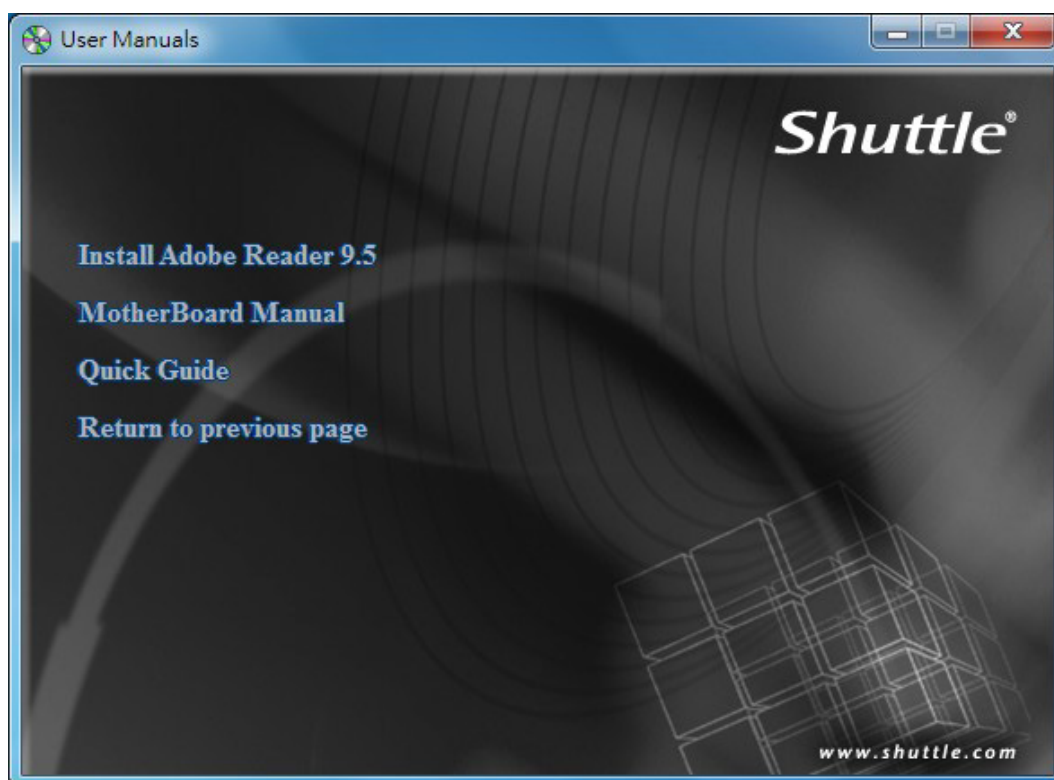 User Manuals
Shuttle®
Install Adobe Reader 9.5
MotherBoard Manual
Quick Guide
Return to previous page
www.shuttle.com